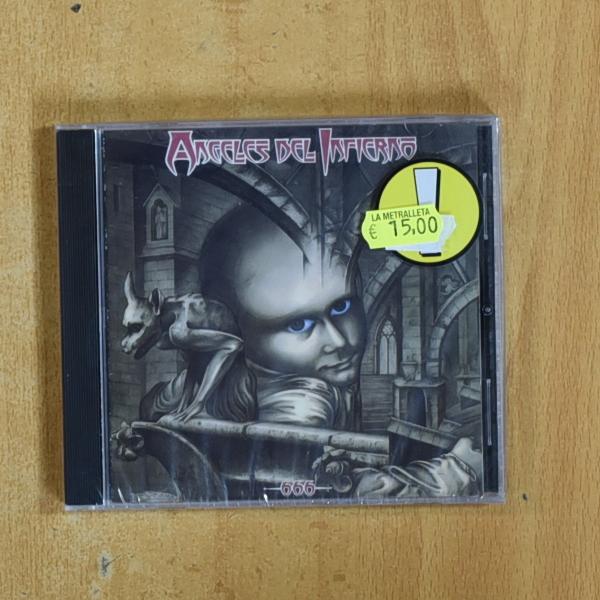 ANGELES DEL INFIERNO
!
LA METRALLETA
€ 15,00
666